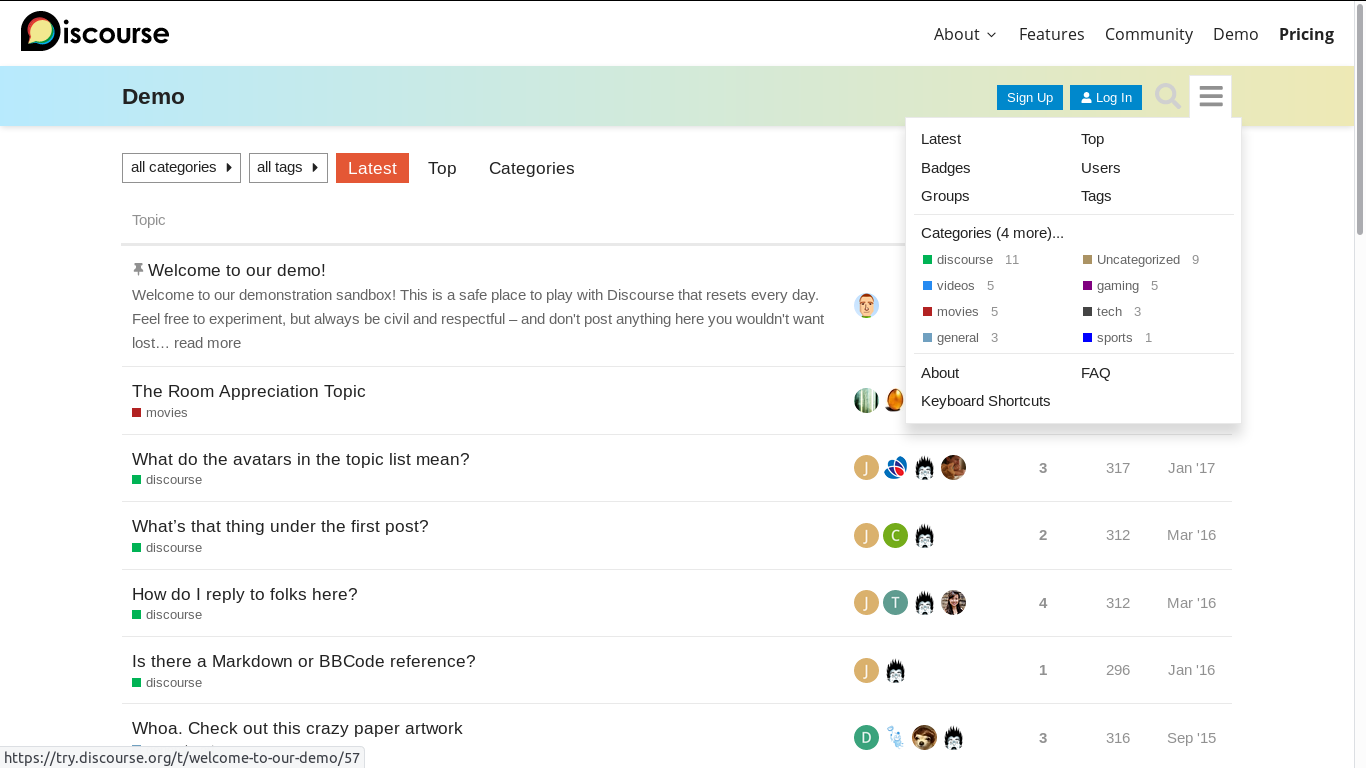 Discourse
About Features Community Demo Pricing
Demo
Sign Up Log In
Latest Top
Badges Users
Groups Tags
Categories (4 more)...
discourse 11 Uncategorized 9
videos 5 gaming 5
movies 5 tech 3
general 3 sports 1
About FAQ
Keyboard Shortcuts
all categories all tags Latest Top Categories
Topic
Welcome to our demo!
Welcome to our demonstration sandbox! This is a safe place to play with Discourse that resets every day.
Feel free to experiment, but always be civil and respectful – and don't post anything here you wouldn't want
lost… read more
The Room Appreciation Topic
movies
What do the avatars in the topic list mean?
discourse
J
3 317 Jan '17
What’s that thing under the first post?
discourse
J C
2 312 Mar '16
How do I reply to folks here?
discourse
J T
4 312 Mar '16
Is there a Markdown or BBCode reference?
discourse
J
1 296 Jan '16
Whoa. Check out this crazy paper artwork
D
3 316 Sep '15
https://try.discourse.org/t/welcome-to-our-demo/57